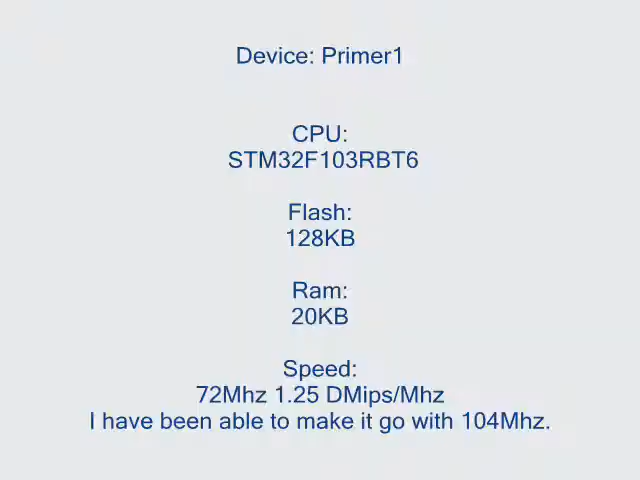 Device: Primer1
CPU:
STM32F103RBT6
Flash:
128KB
Ram:
20KB
Speed:
72Mhz 1.25 DMips/Mhz
I have been able to make it go with 104Mhz.